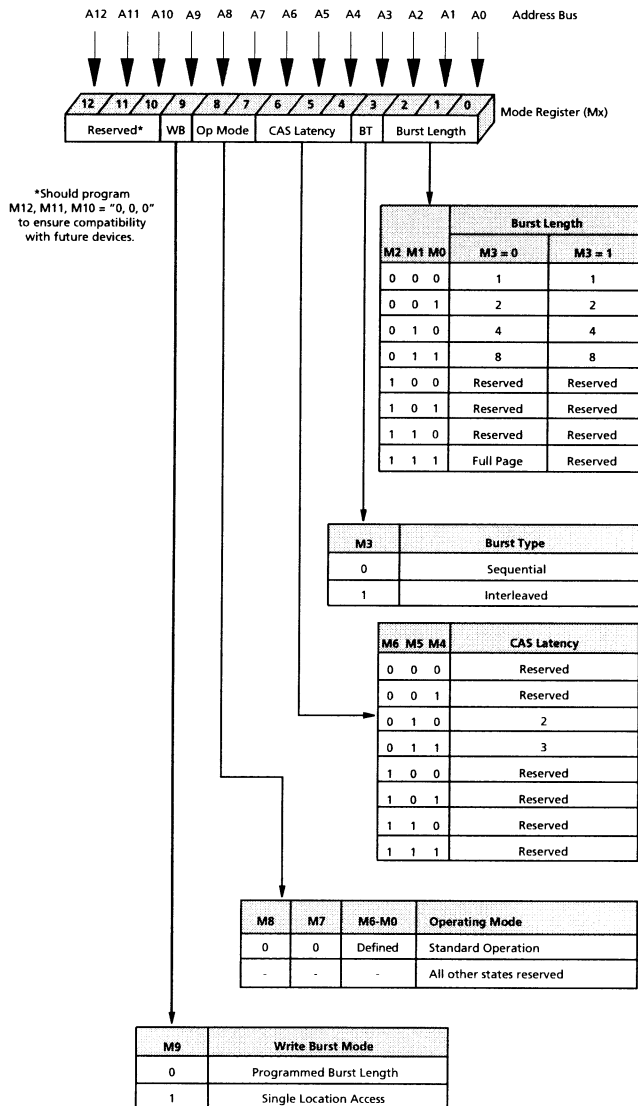 A12 A11 A10 A9 A8 A7 A6 A5 A4 A3 A2 A1 A0 Address Bus
12 11 10 9 8 7 6 5 4 3 2 1 0
Mode Register (Mx)
Reserved* WB Op Mode CAS Latency BT Burst Length
*Should program
M12, M11, M10 = "0, 0, 0"
to ensure compatibility
with future devices.
Burst Length
M2 M1 M0 M3 = 0 M3 = 1
0 0 0 1 1
0 0 1 2 2
0 1 0 4 4
0 1 1 8 8
1 0 0 Reserved Reserved
1 0 1 Reserved Reserved
1 1 0 Reserved Reserved
1 1 1 Full Page Reserved
M3 Burst Type
0 Sequential
1 Interleaved
M6 M5 M4 CAS Latency
0 0 0 Reserved
0 0 1 Reserved
0 1 0 2
0 1 1 3
1 0 0 Reserved
1 0 1 Reserved
1 1 0 Reserved
1 1 1 Reserved
M8 M7 M6-M0 Operating Mode
0 0 Defined Standard Operation
- - - All other states reserved
M9 Write Burst Mode
0 Programmed Burst Length
1 Single Location Access